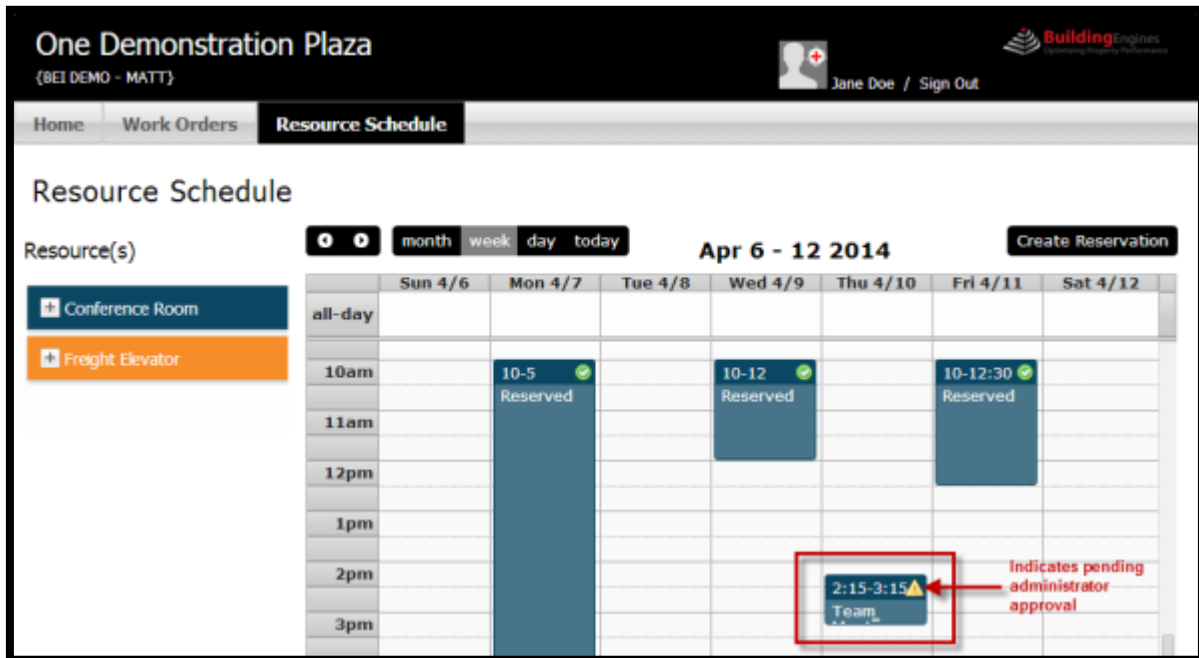 One Demonstration Plaza
{BEI DEMO - MATT}
BuildingEngines
Optimizing Property Performance
Jane Doe / Sign Out
Home Work Orders Resource Schedule
Resource Schedule
Resource(s)
month week day today
Apr 6 - 12 2014
Create Reservation
Conference Room
Freight Elevator
Sun 4/6 Mon 4/7 Tue 4/8 Wed 4/9 Thu 4/10 Fri 4/11 Sat 4/12
all-day
10am
10-5
Reserved
10-12
Reserved
10-12:30
Reserved
11am
12pm
1pm
2pm
2:15-3:15
Team
Indicates pending
administrator
approval
3pm